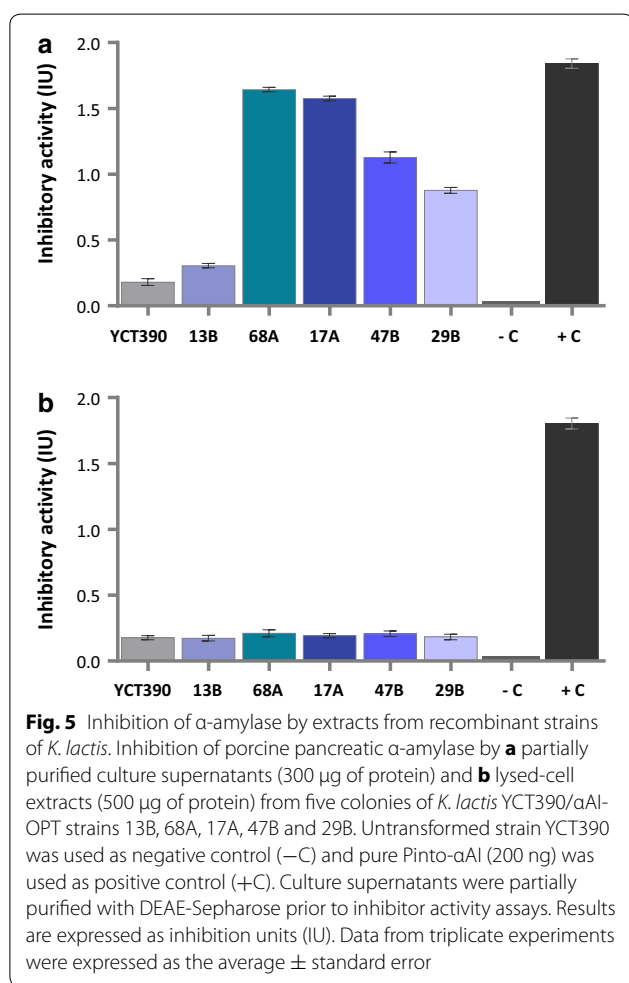 a
2.0
1.5
1.0
0.5
0.0
Inhibitory activity (IU)
YCT390 13B 68A 17A 47B 29B - C + C
b
2.0
1.5
1.0
0.5
0.0
Inhibitory activity (IU)
YCT390 13B 68A 17A 47B 29B - C + C
Fig. 5 Inhibition of α-amylase by extracts from recombinant strains
of K. lactis. Inhibition of porcine pancreatic α-amylase by a partially
purified culture supernatants (300 µg of protein) and b lysed-cell
extracts (500 µg of protein) from five colonies of K. lactis YCT390/αAI-
OPT strains 13B, 68A, 17A, 47B and 29B. Untransformed strain YCT390
was used as negative control (−C) and pure Pinto-αAI (200 ng) was
used as positive control (+C). Culture supernatants were partially
purified with DEAE-Sepharose prior to inhibitor activity assays. Results
are expressed as inhibition units (IU). Data from triplicate experiments
were expressed as the average ± standard error